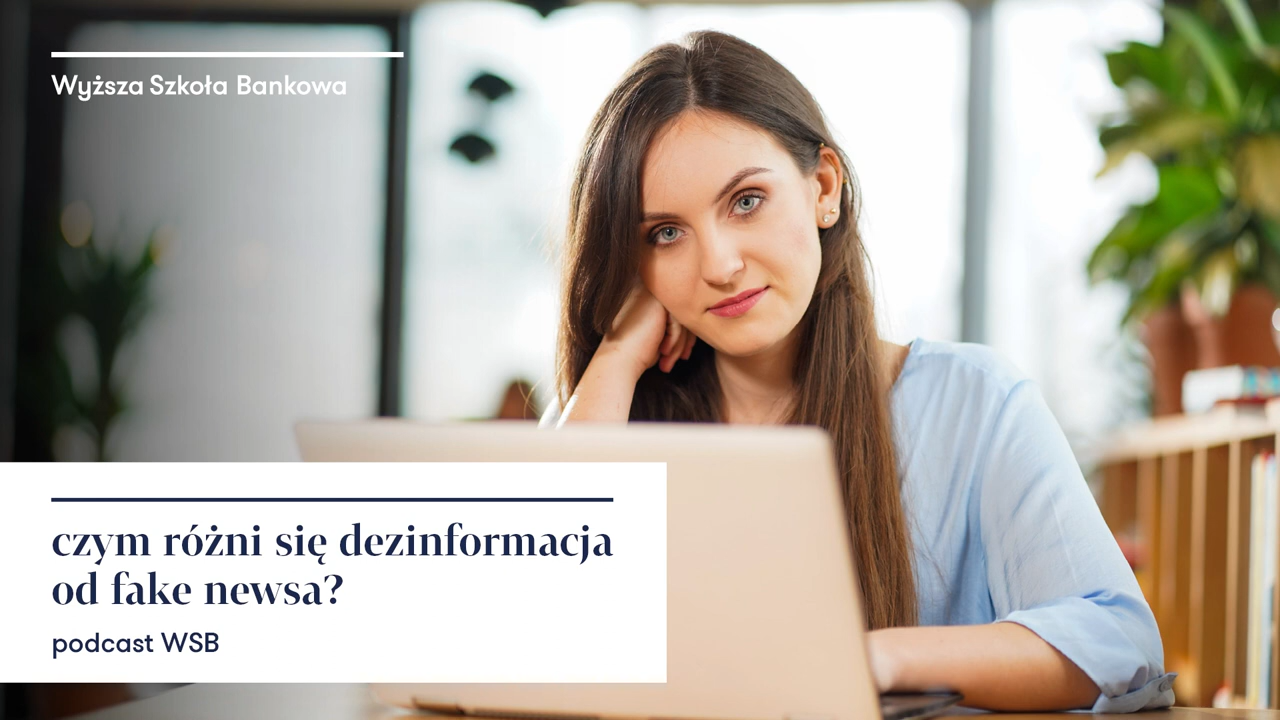 Wyższa Szkoła Bankowa
czym różni się dezinformacja
od fake newsa?
podcast WSB